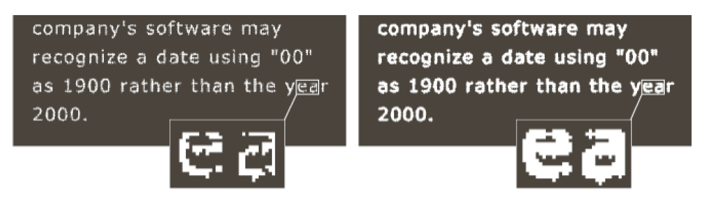 company's software may
recognize a date using "00"
as 1900 rather than the year
2000.
e a
company's software may
recognize a date using "00"
as 1900 rather than the year
2000.
e a